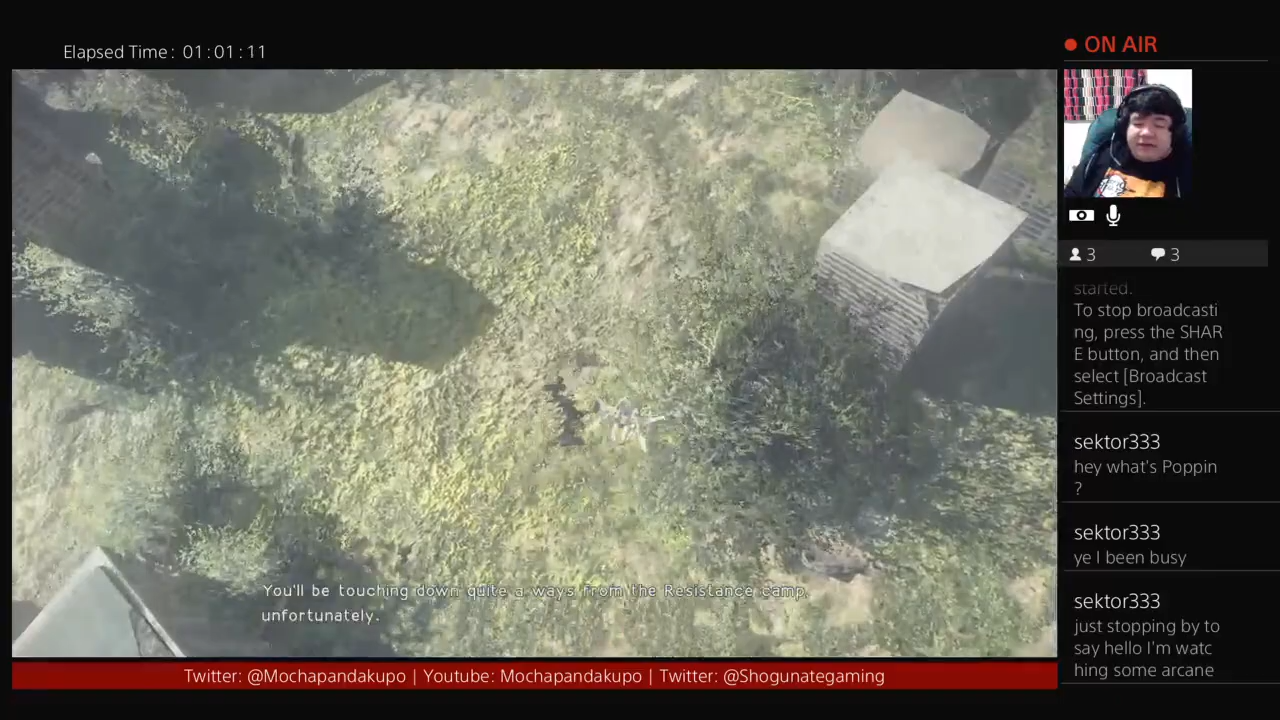 Elapsed Time: 01:01:11
ON AIR
3
3
started.
To stop broadcasti
ng, press the SHAR
E button, and then
select [Broadcast
Settings].
sektor333
hey what's Poppin
?
sektor333
ye I been busy
sektor333
just stopping by to
say hello I'm watc
hing some arcane
You'll be touching down quite a ways from the Resistance camp,
unfortunately.
Twitter: @Mochapandakupo | Youtube: Mochapandakupo | Twitter: @Shogunategaming